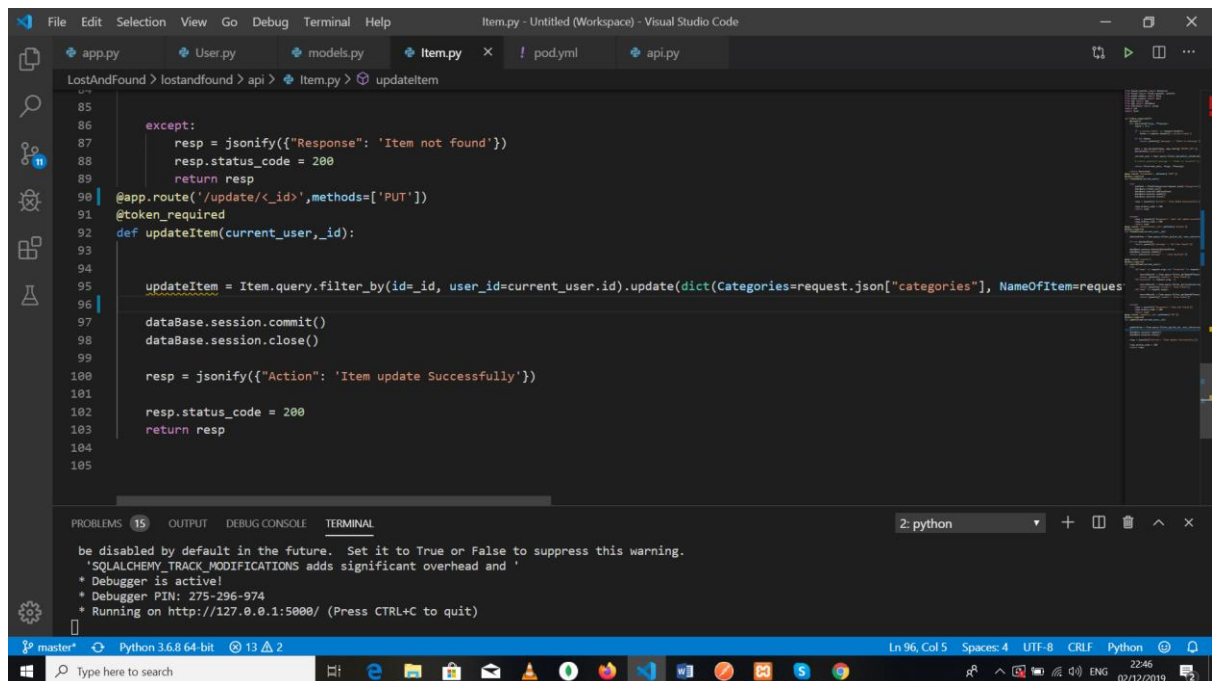 File Edit Selection View Go Debug Terminal Help Item.py - Untitled (Workspace) - Visual Studio Code
app.py User.py models.py Item.py × ! pod.yml api.py
LostAndFound > lostandfound > api > Item.py > updateItem
84
85
86 except:
87 resp = jsonify({"Response": 'Item not found'})
88 resp.status_code = 200
89 return resp
90 @app.route('/update/<_id>',methods=['PUT'])
91 @token_required
92 def updateItem(current_user,_id):
93
94
95 updateItem = Item.query.filter_by(id=_id, user_id=current_user.id).update(dict(Categories=request.json["categories"], NameOfItem=reques
96
97 dataBase.session.commit()
98 dataBase.session.close()
99
100 resp = jsonify({"Action": 'Item update Successfully'})
101
102 resp.status_code = 200
103 return resp
104
105
PROBLEMS 15 OUTPUT DEBUG CONSOLE TERMINAL 2: python
be disabled by default in the future. Set it to True or False to suppress this warning.
'SQLALCHEMY_TRACK_MODIFICATIONS adds significant overhead and '
* Debugger is active!
* Debugger PIN: 275-296-974
* Running on http://127.0.0.1:5000/ (Press CTRL+C to quit)
11
master* Python 3.6.8 64-bit 13 2 Ln 96, Col 5 Spaces: 4 UTF-8 CRLF Python
Type here to search ENG 22:46
02/12/2019